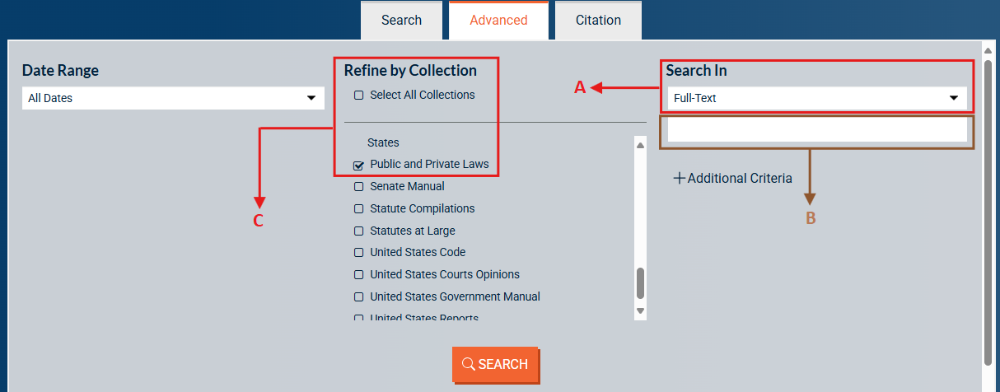 Search
Advanced
Citation
Date Range
All Dates
Refine by Collection
Select All Collections
States
Public and Private Laws
Senate Manual
Statute Compilations
Statutes at Large
United States Code
United States Courts Opinions
United States Government Manual
United States Reports
C
A
Search In
Full-Text
+Additional Criteria
B
SEARCH